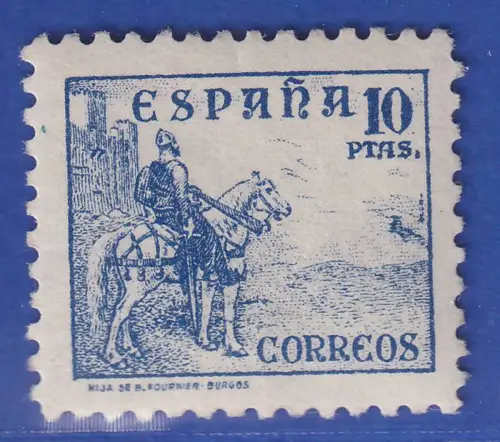 ESPAÑA 10
PTAS.
CORREOS
HIJA DE B. FOURNIER-BURGOS